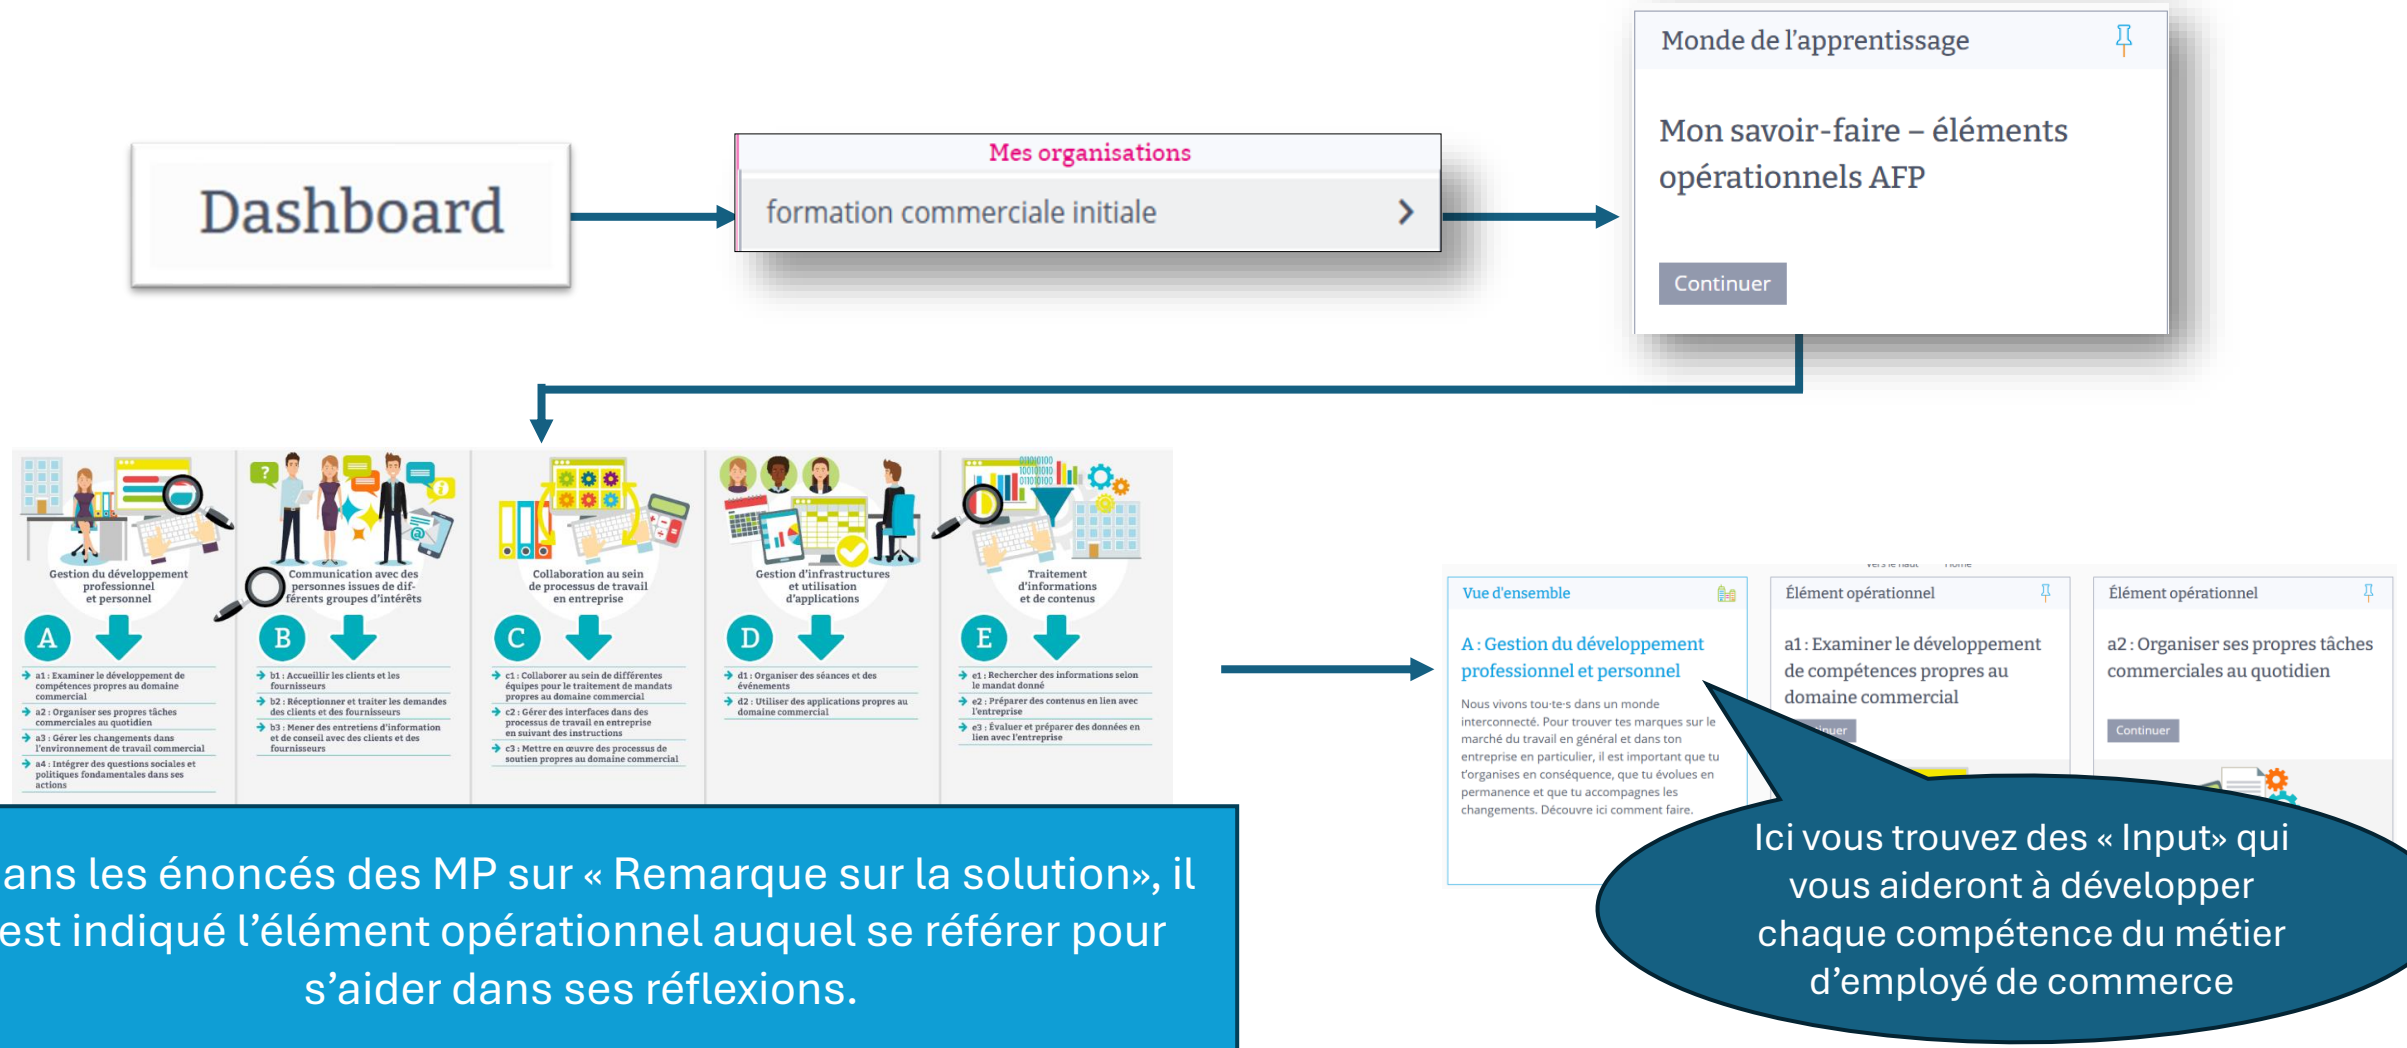 Dashboard
Mes organisations
formation commerciale initiale
Monde de l'apprentissage
Mon savoir-faire – éléments
opérationnels AFP
Continuer
Gestion du développement
professionnel
et personnel
A
a1 : Examiner le développement de
compétences propres au domaine
commercial
a2 : Organiser ses propres tâches
commerciales au quotidien
a3 : Gérer les changements dans
l'environnement de travail commercial
a4 : Intégrer des questions sociales et
politiques fondamentales dans ses
actions
Communication avec des
personnes issues de dif-
férents groupes d'intérêts
B
b1 : Accueillir les clients et les
fournisseurs
b2 : Réceptionner et traiter les demandes
des clients et des fournisseurs
b3 : Mener des entretiens d'information
et de conseil avec des clients et des
fournisseurs
Collaboration au sein
de processus de travail
en entreprise
C
c1 : Collaborer au sein de différentes
équipes pour le traitement de mandats
propres au domaine commercial
c2 : Gérer des interfaces dans des
processus de travail en entreprise
en suivant des instructions
c3 : Mettre en œuvre des processus de
soutien propres au domaine commercial
Gestion d'infrastructures
et utilisation
d'applications
D
d1 : Organiser des séances et des
événements
d2 : Utiliser des applications propres au
domaine commercial
011010100
100101010
01101010
Traitement
d'informations
et de contenus
E
e1 : Rechercher des informations selon
le mandat donné
e2 : Préparer des contenus en lien avec
l'entreprise
e3 : Évaluer et préparer des données en
lien avec l'entreprise
Vers le haut Home
Vue d'ensemble
A : Gestion du développement
professionnel et personnel
Nous vivons tou·te·s dans un monde
interconnecté. Pour trouver tes marques sur le
marché du travail en général et dans ton
entreprise en particulier, il est important que tu
t'organises en conséquence, que tu évolues en
permanence et que tu accompagnes les
changements. Découvre ici comment faire.
Élément opérationnel
a1 : Examiner le développement
de compétences propres au
domaine commercial
Élément opérationnel
a2 : Organiser ses propres tâches
commerciales au quotidien
Continuer
ans les énoncés des MP sur « Remarque sur la solution», il
est indiqué l'élément opérationnel auquel se référer pour
s'aider dans ses réflexions.
Ici vous trouvez des « Input» qui
vous aideront à développer
chaque compétence du métier
d'employé de commerce